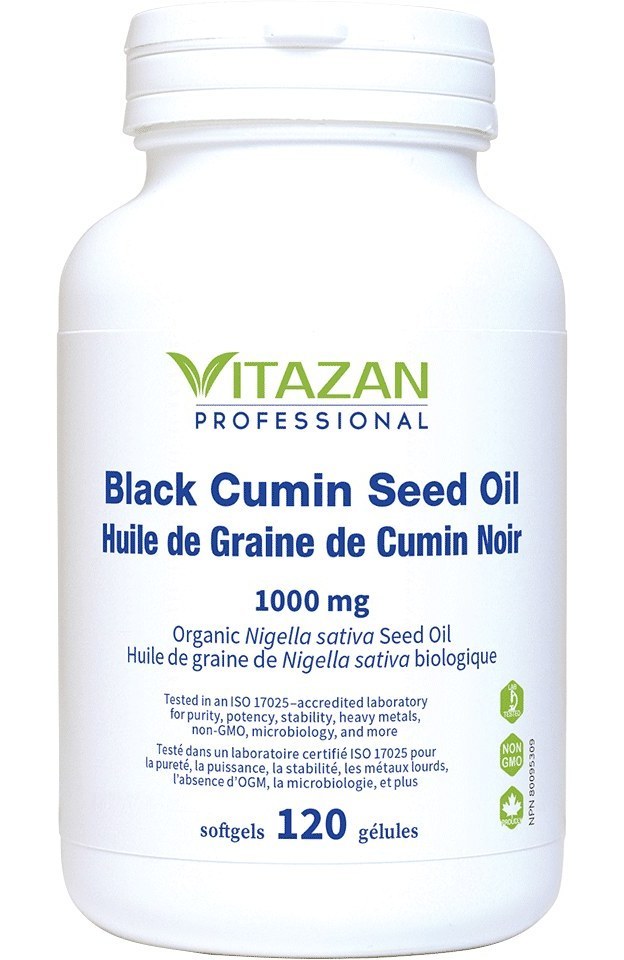 VITAZAN
PROFESSIONAL
Black Cumin Seed Oil
Huile de Graine de Cumin Noir
1000 mg
Organic Nigella sativa Seed Oil
Huile de graine de Nigella sativa biologique
Tested in an ISO 17025–accredited laboratory
for purity, potency, stability, heavy metals,
non-GMO, microbiology, and more
Testé dans un laboratoire certifié ISO 17025 pour
la pureté, la puissance, la stabilité, les métaux lourds,
l’absence d’OGM, la microbiologie, et plus
softgels 120 gélules
LAB
TESTED
NON
GMO
PROUDLY
NPN 80095309